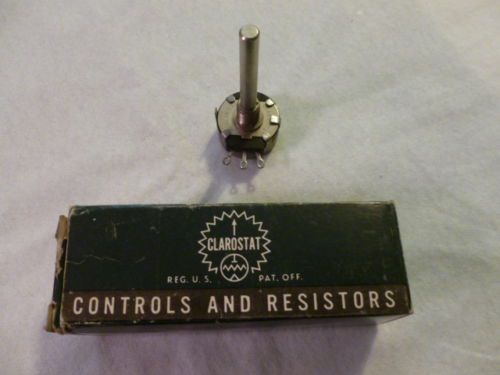 CLAROSTAT
REG. U.S. PAT. OFF.
CONTROLS AND RESISTORS